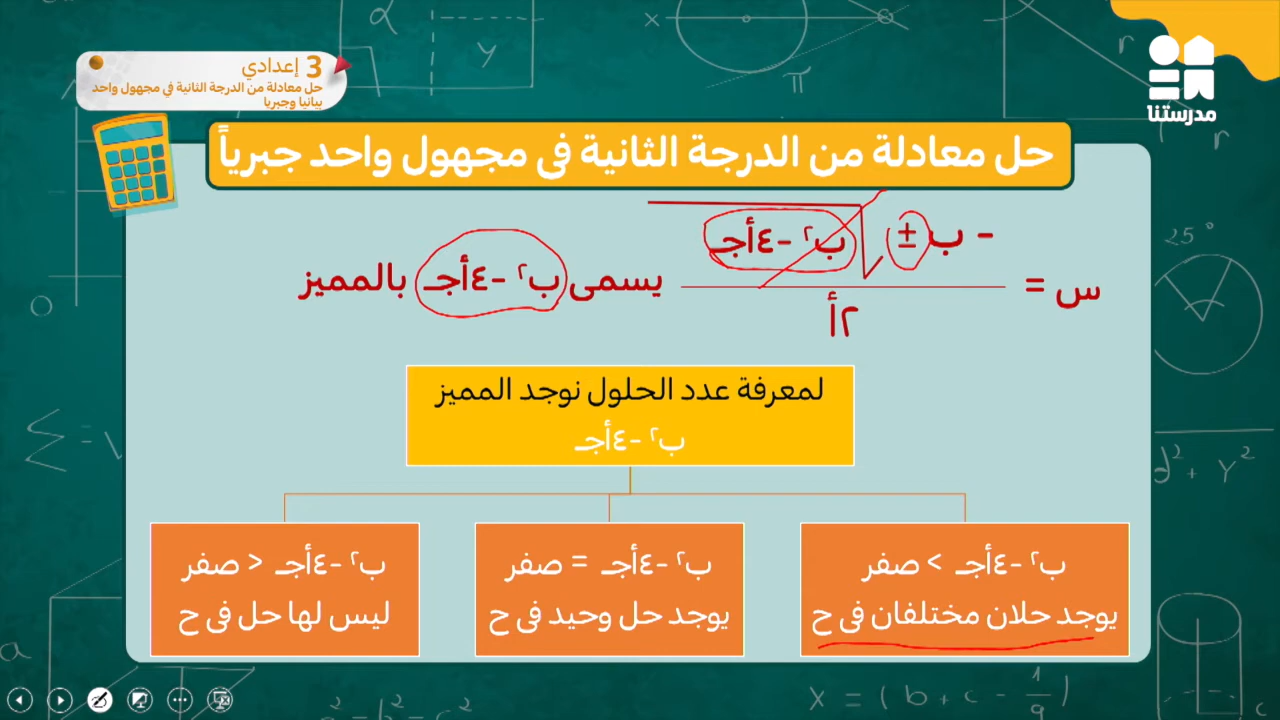 3 إعدادي
حل معادلة من الدرجة الثانية في مجهول واحد
بيانيا وجبريا
مدرستنا
حل معادلة من الدرجة الثانية فى مجهول واحد جبرياً
س = - ب ± √ب٢ -٤أجـ / ٢أ يسمى ب٢ -٤أجـ بالمميز
لمعرفة عدد الحلول نوجد المميز
ب٢ -٤أجـ
ب٢ -٤أجـ > صفر
يوجد حلان مختلفان فى ح
ب٢ -٤أجـ = صفر
يوجد حل وحيد فى ح
ب٢ -٤أجـ < صفر
ليس لها حل فى ح